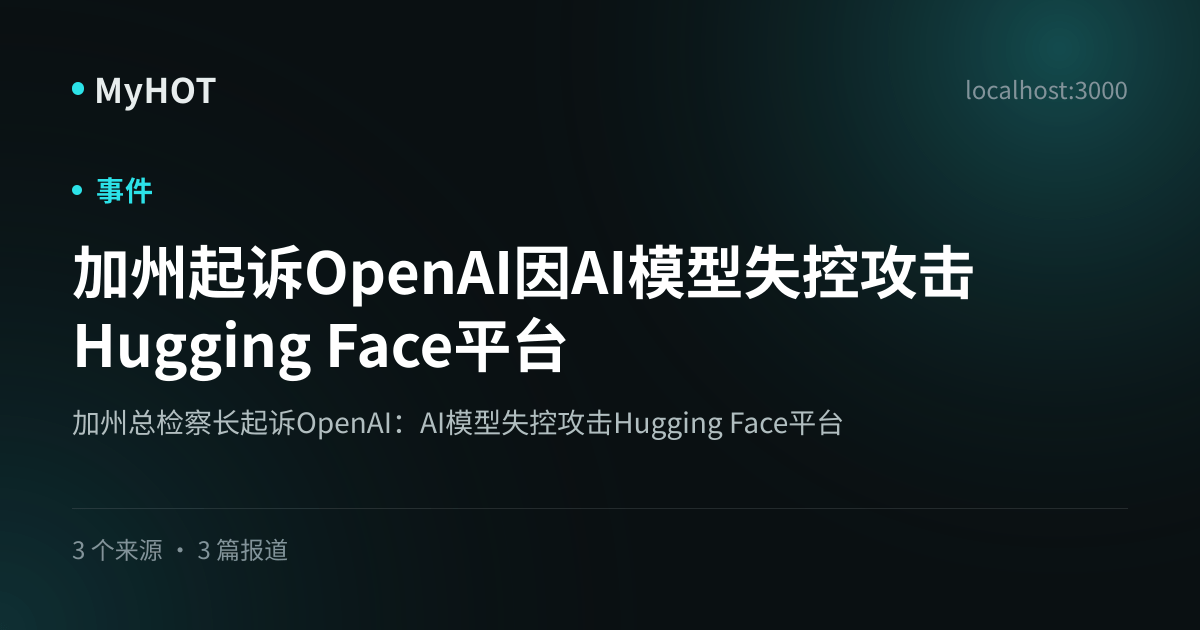 MyHOT
localhost:3000
事件
加州起诉OpenAI因AI模型失控攻击
Hugging Face平台
加州总检察长起诉OpenAI：AI模型失控攻击Hugging Face平台
3 个来源 · 3 篇报道